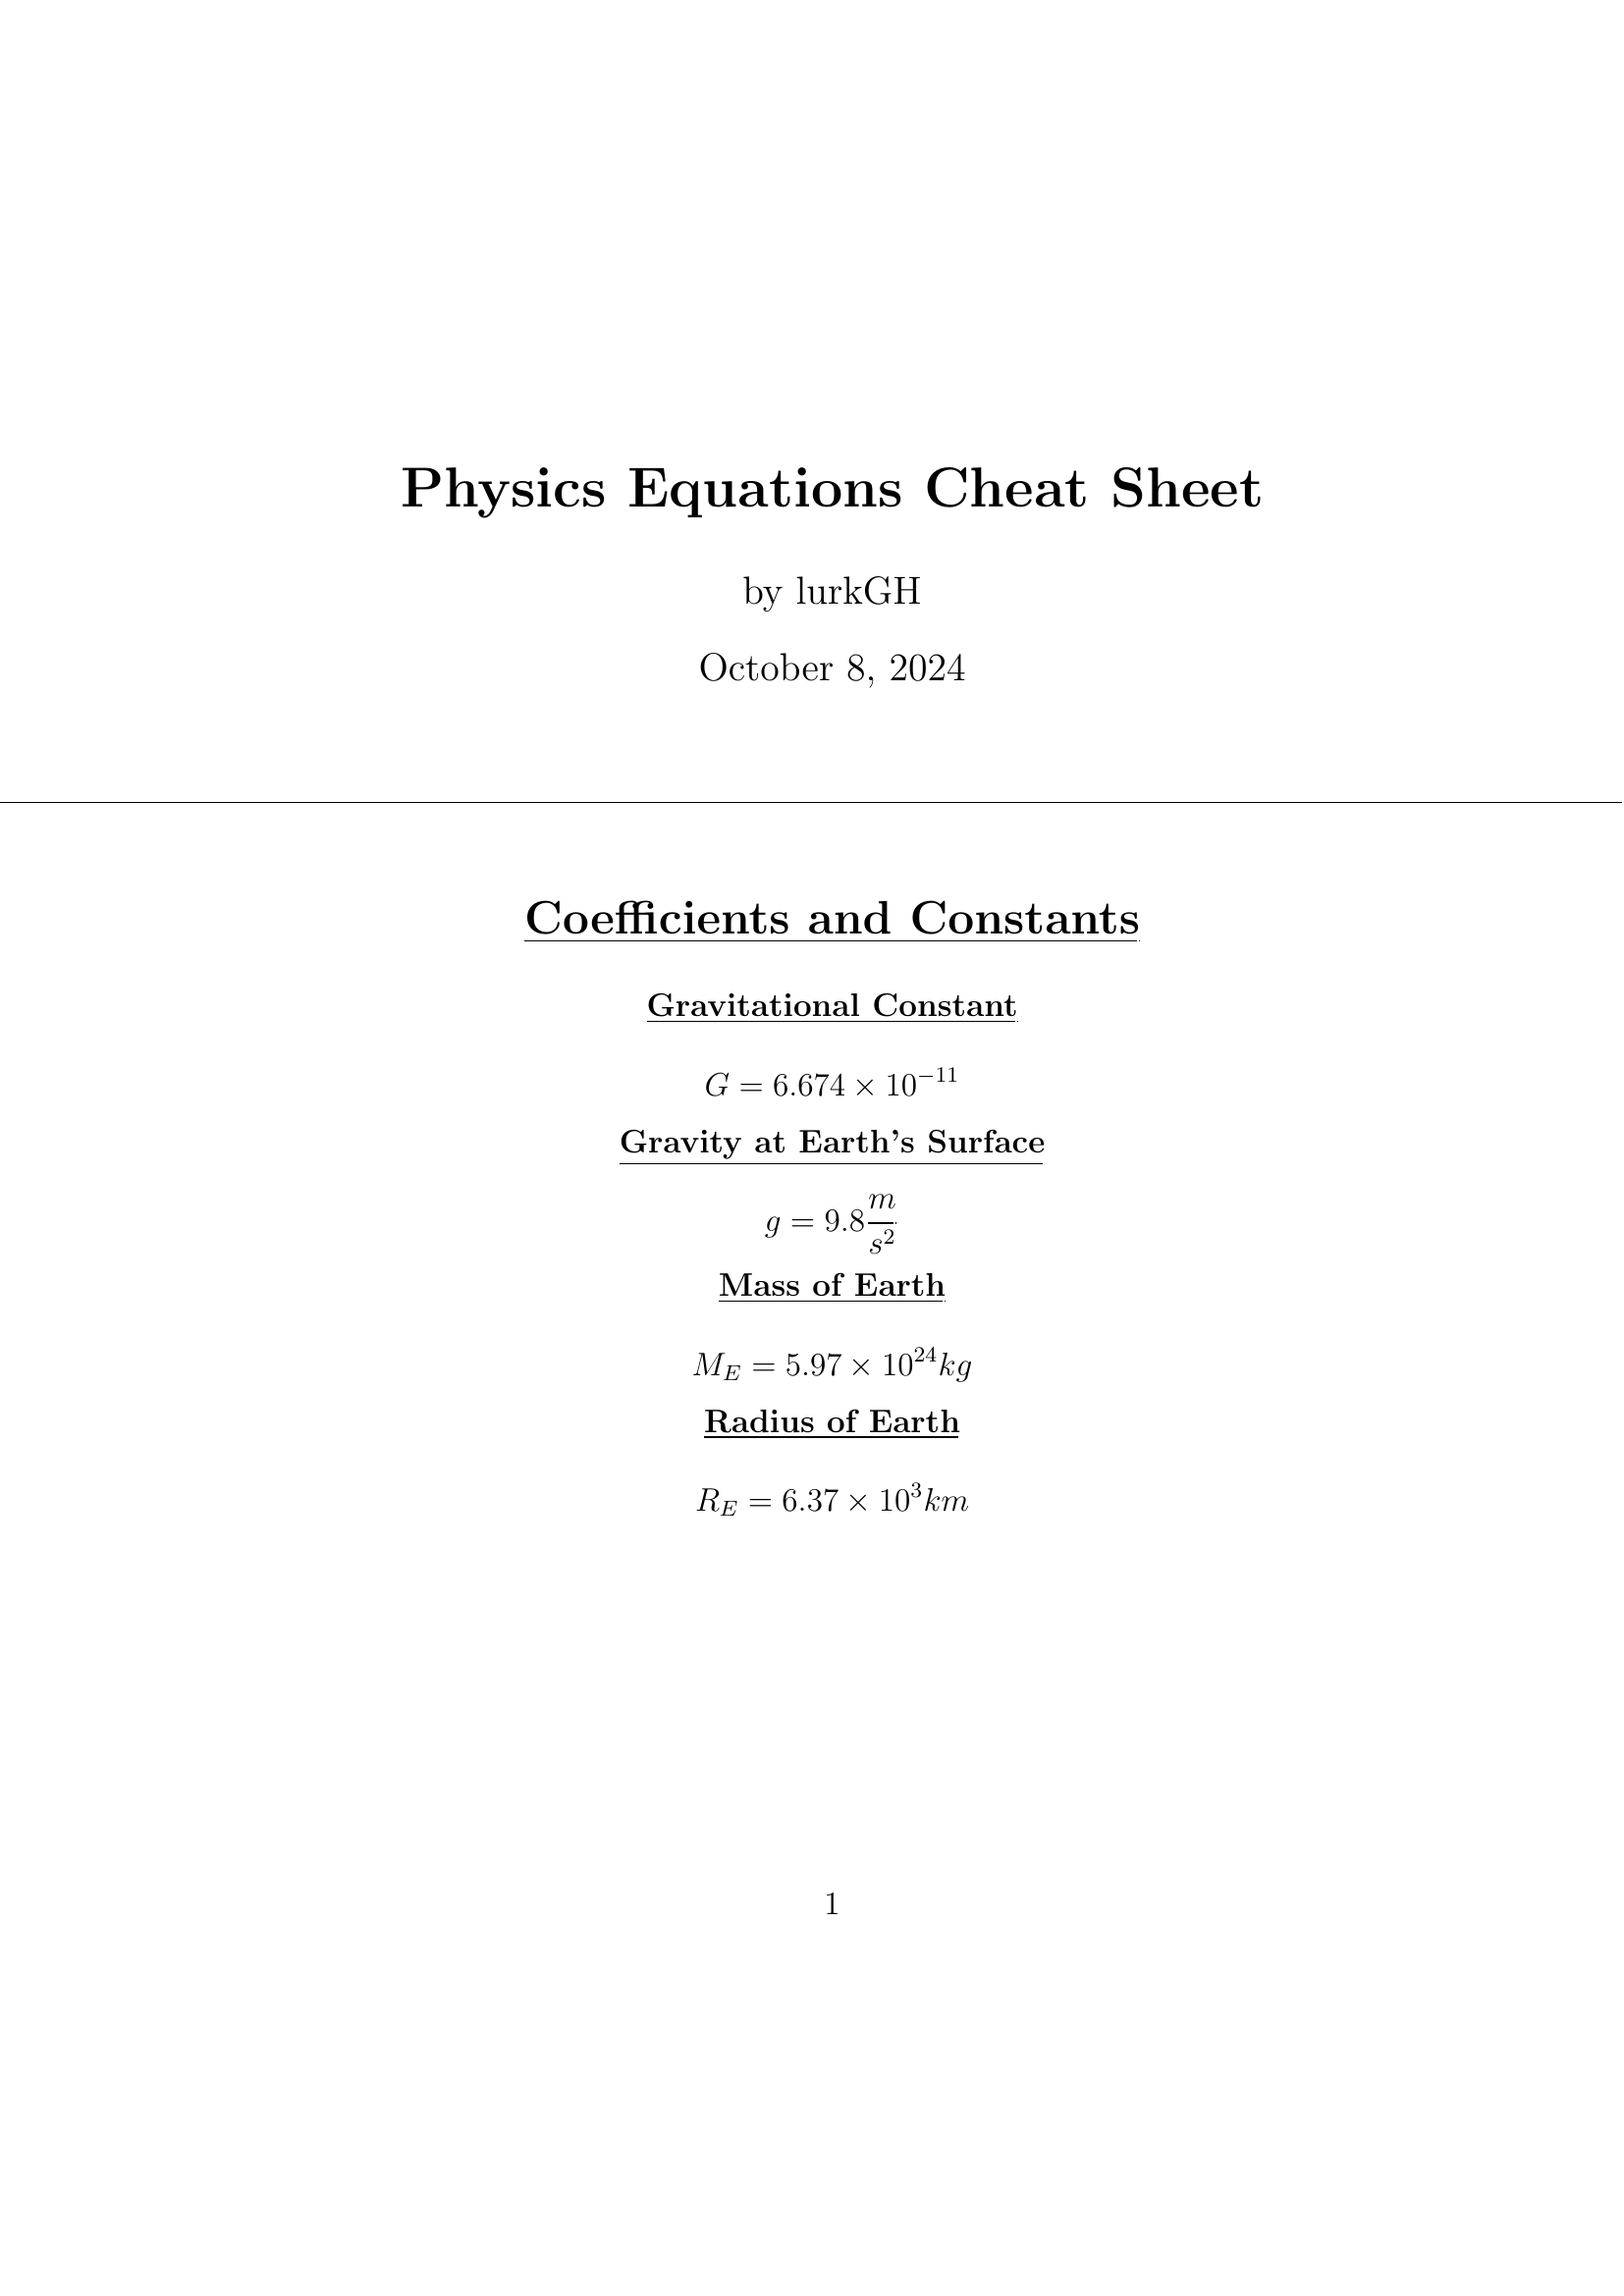 Physics Equations Cheat Sheet
by lurkGH
October 8, 2024
Coefficients and Constants
Gravitational Constant
$G = 6.674 \times 10^{-11}$
Gravity at Earth's Surface
$g = 9.8 \frac{m}{s^2}$
Mass of Earth
$M_E = 5.97 \times 10^{24} kg$
Radius of Earth
$R_E = 6.37 \times 10^3 km$
1